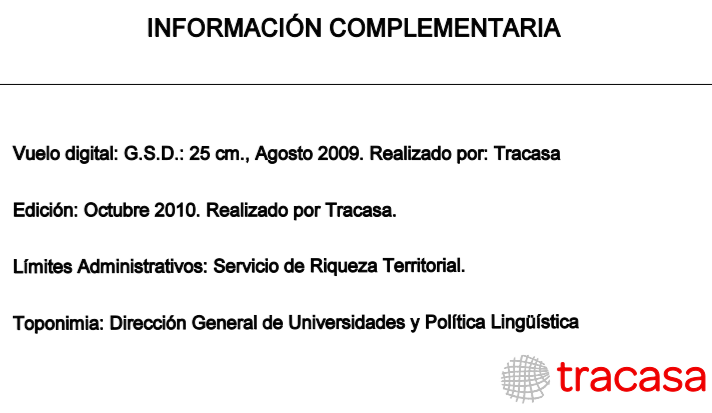 INFORMACIÓN COMPLEMENTARIA
Vuelo digital: G.S.D.: 25 cm., Agosto 2009. Realizado por: Tracasa
Edición: Octubre 2010. Realizado por Tracasa.
Límites Administrativos: Servicio de Riqueza Territorial.
Toponimia: Dirección General de Universidades y Política Lingüística
tracasa